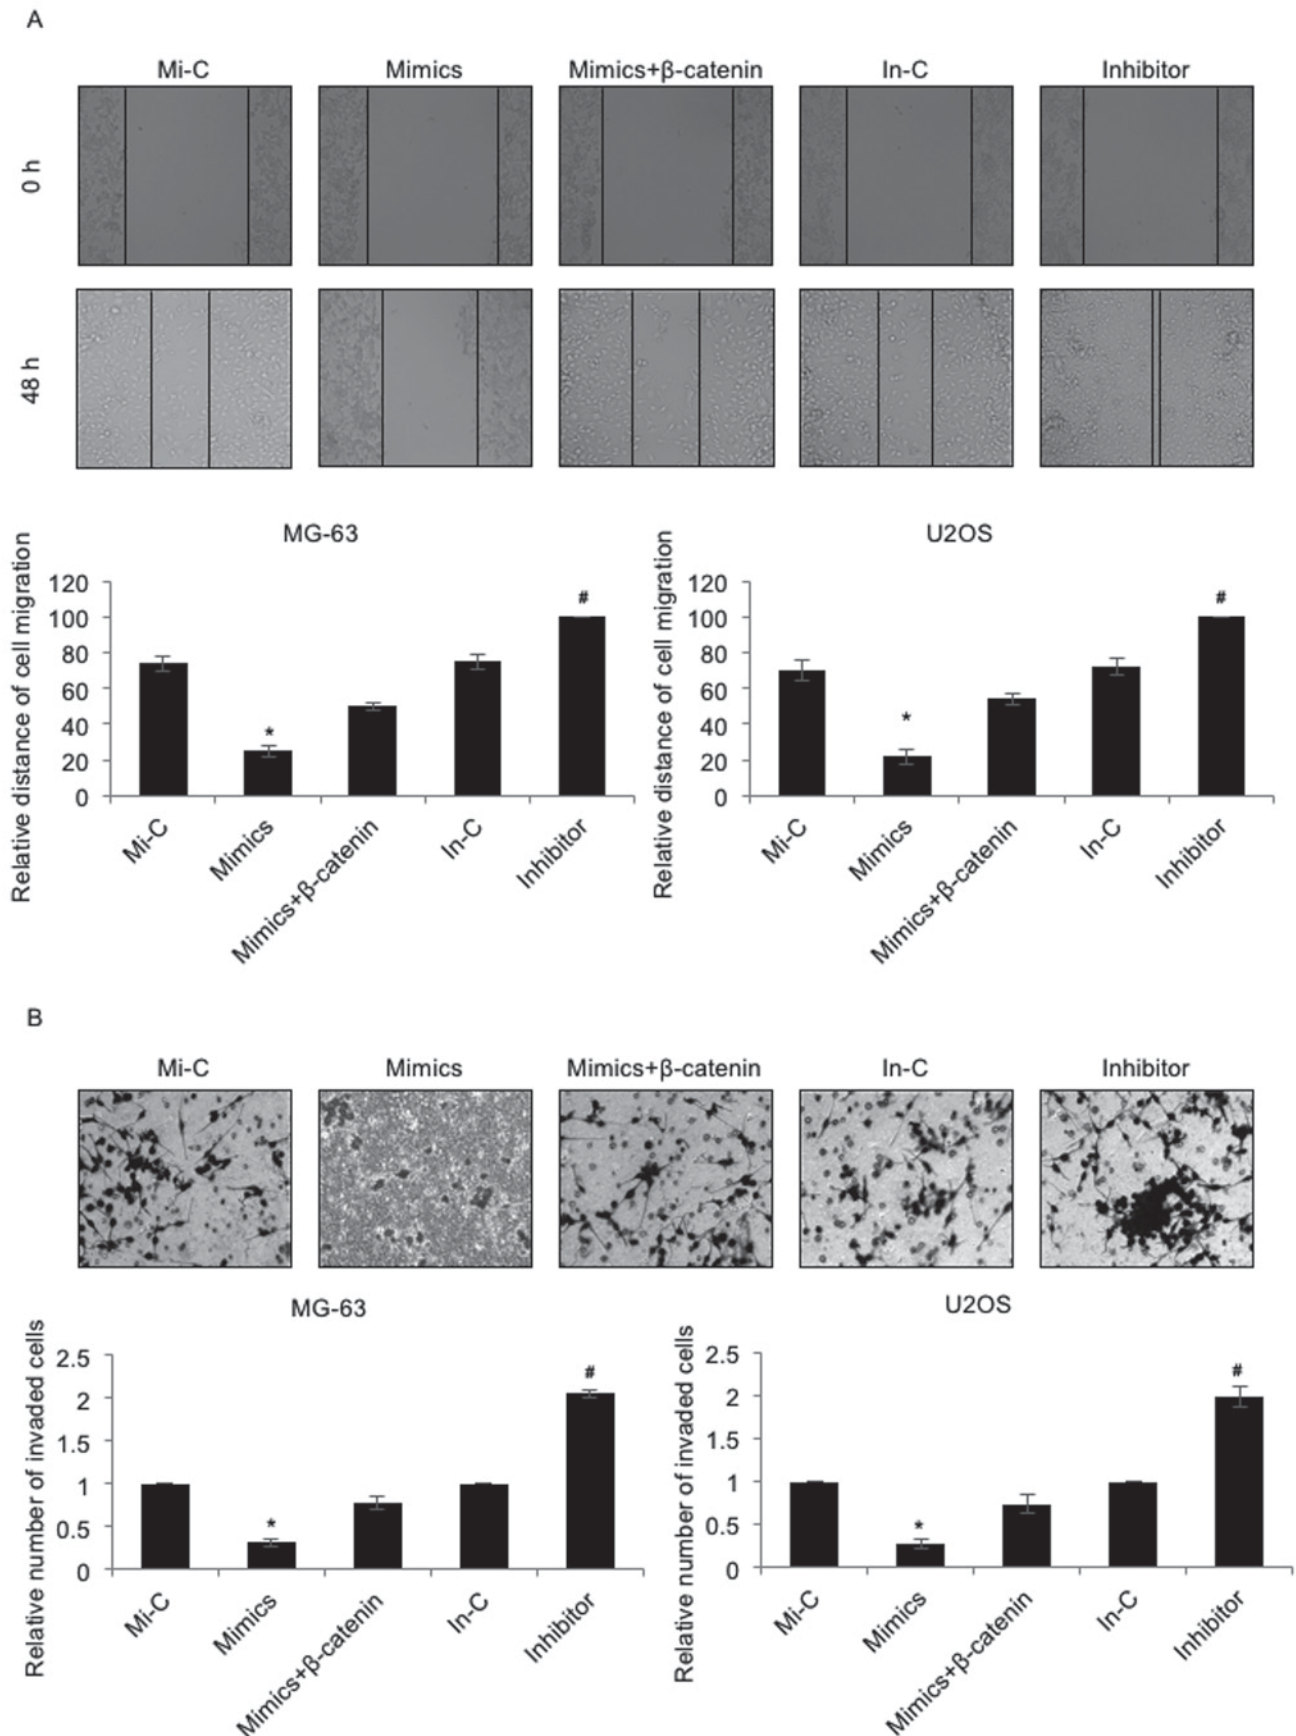 A
Mi-C Mimics Mimics+β-catenin In-C Inhibitor
0 h
48 h
MG-63
Relative distance of cell migration
120
100
80
60
40
20
0
#
*
Mi-C
Mimics
Mimics+β-catenin
In-C
Inhibitor
U2OS
Relative distance of cell migration
120
100
80
60
40
20
0
#
*
Mi-C
Mimics
Mimics+β-catenin
In-C
Inhibitor
B
Mi-C Mimics Mimics+β-catenin In-C Inhibitor
MG-63
Relative number of invaded cells
2.5
2
1.5
1
0.5
0
#
*
Mi-C
Mimics
Mimics+β-catenin
In-C
Inhibitor
U2OS
Relative number of invaded cells
2.5
2
1.5
1
0.5
0
#
*
Mi-C
Mimics
Mimics+β-catenin
In-C
Inhibitor